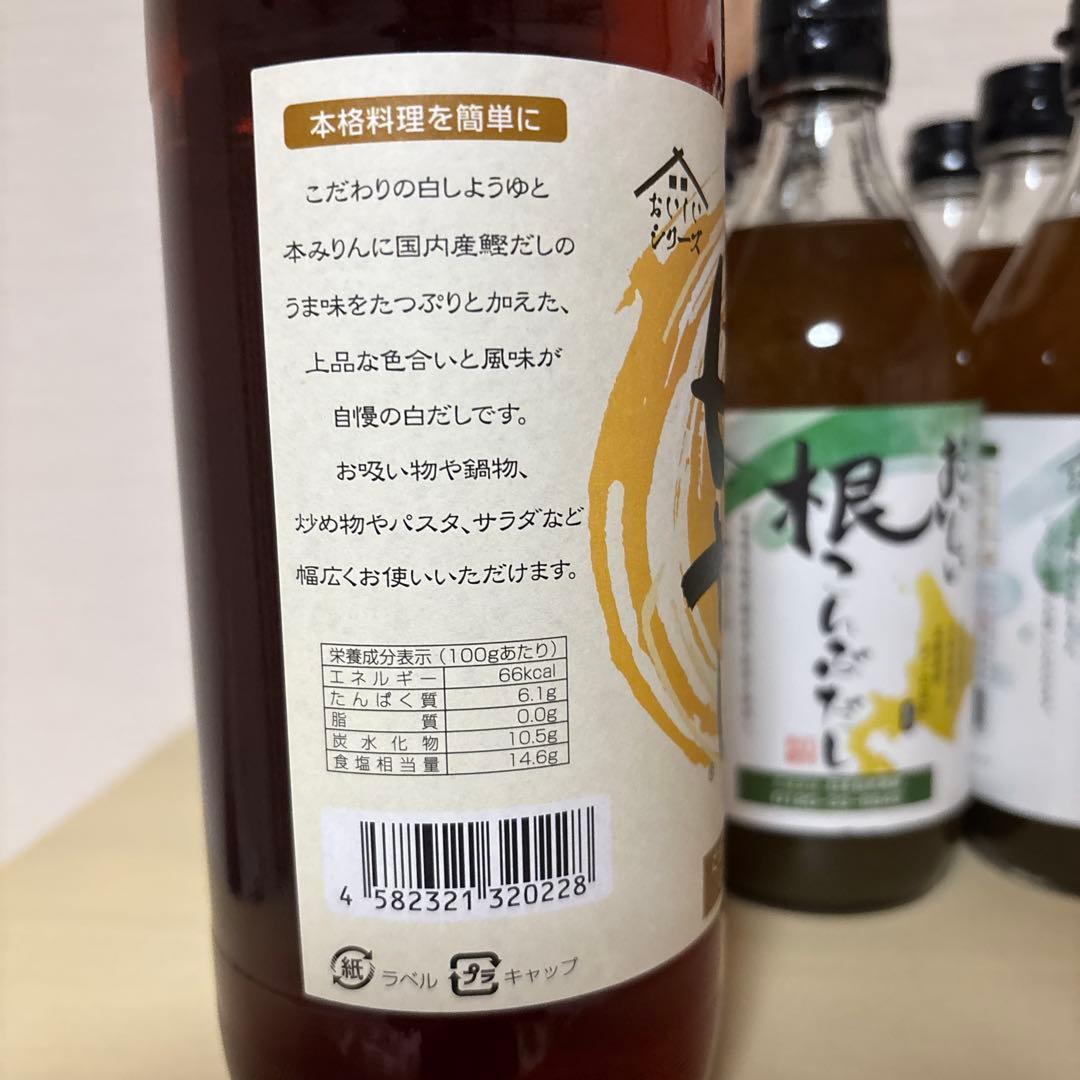 本格料理を簡単に
こだわりの白しようゆと
本みりんに国内産鰹だしの
うま味をたつぷりと加えた、
上品な色合いと風味が
自慢の白だしです。
お吸い物や鍋物、
炒め物やパスタ、サラダなど
幅広くお使いいただけます。
栄養成分表示(100gあたり)
エネルギー 66kcal
たんぱく質 6.1g
脂質 0.0g
炭水化物 10.5g
食塩相当量 14.6g
4 582321 320228
紙 ラベル プラ キャップ
おいしい
シリーズ
おいしい
根こんぶだし